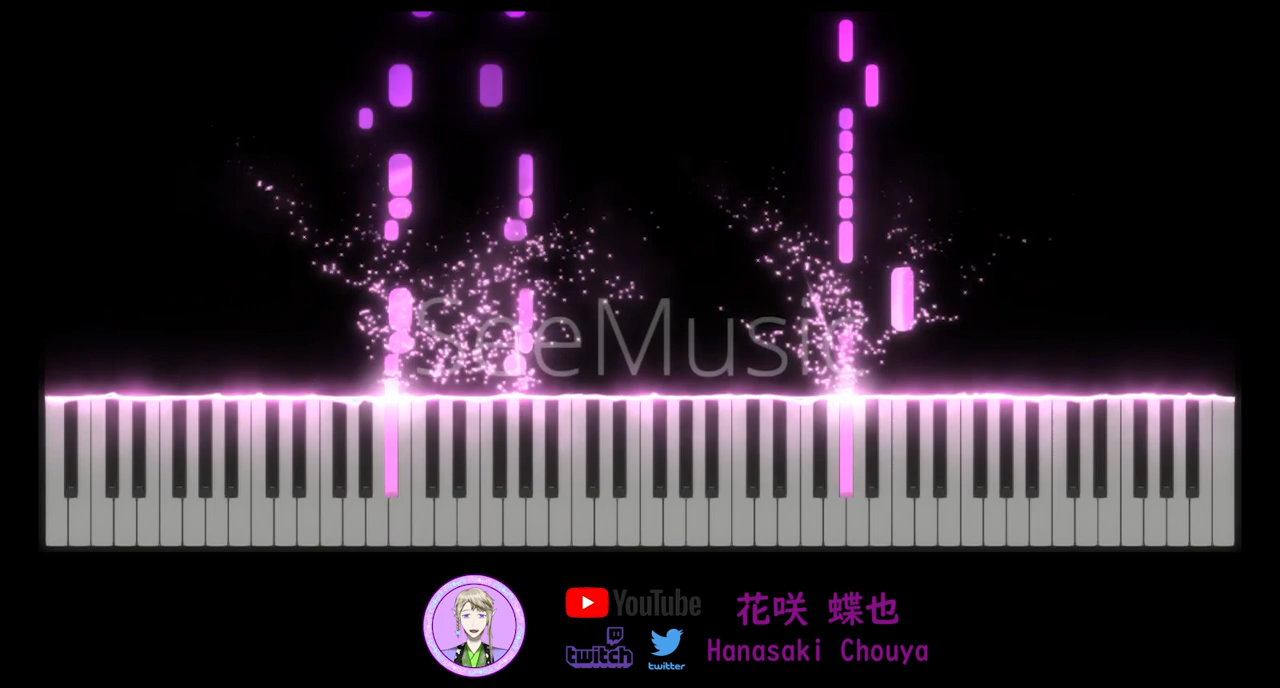 SeeMusic
YouTube
花咲 蝶也
twitch
twitter
Hanasaki Chouya